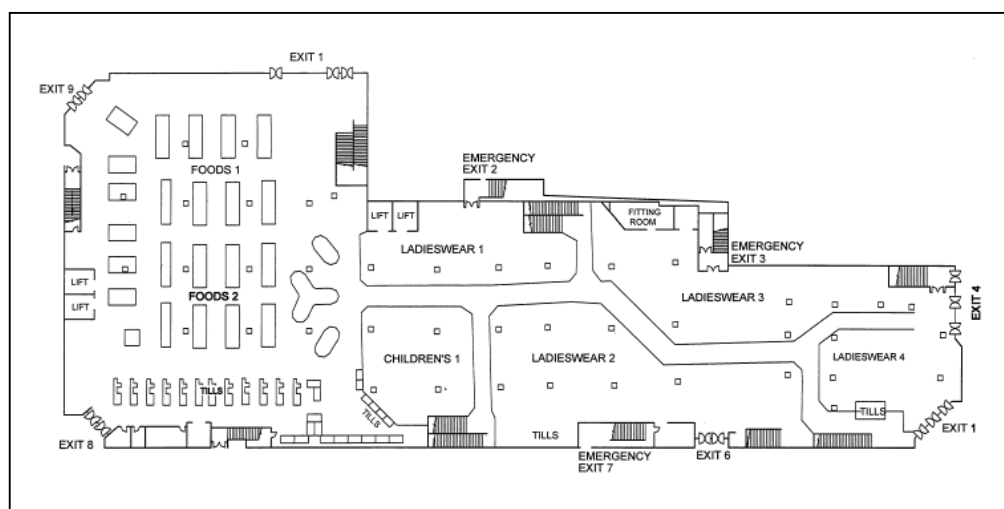 EXIT 1
EXIT 9
EMERGENCY
EXIT 2
FOODS 1
LIFT
LIFT
FITTING
ROOM
LADIESWEAR 1
EMERGENCY
EXIT 3
LIFT
LIFT
FOODS 2
LADIESWEAR 3
EXIT 4
CHILDREN'S 1
LADIESWEAR 2
LADIESWEAR 4
TILLS
TILLS
TILLS
TILLS
EXIT 8
EMERGENCY
EXIT 7
EXIT 6
EXIT 1